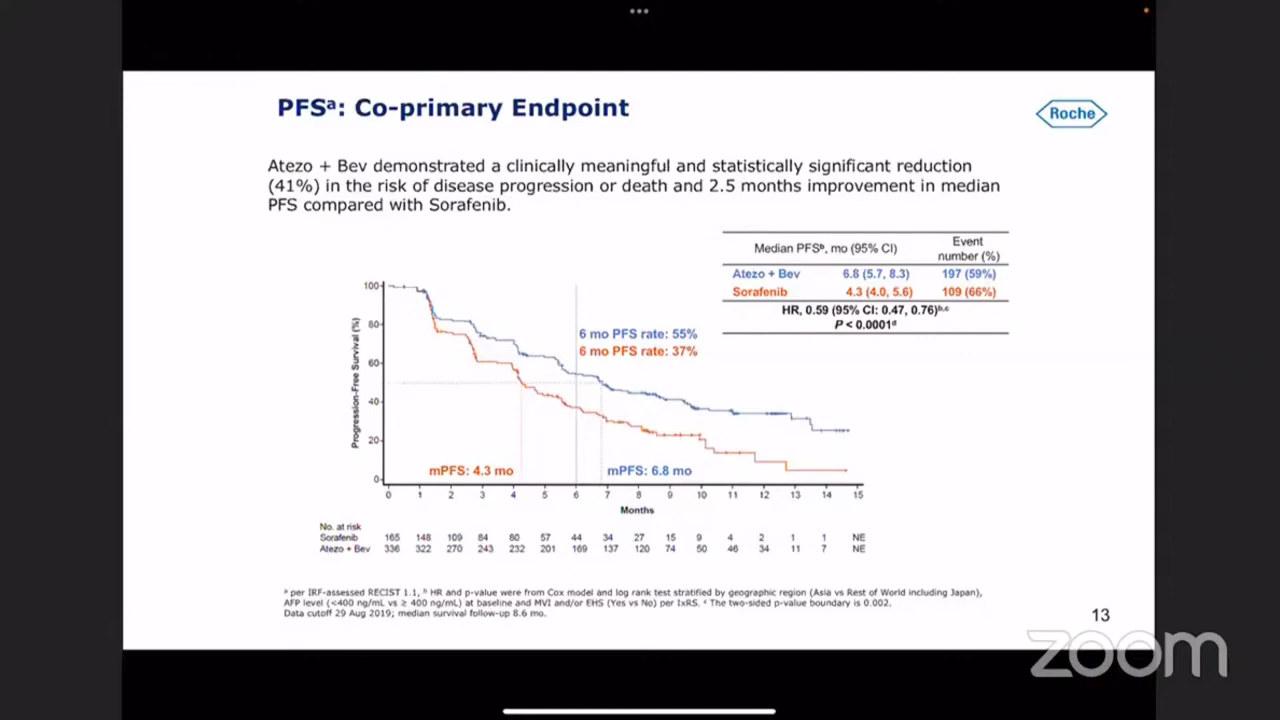 PFSᵃ: Co-primary Endpoint
Roche
Atezo + Bev demonstrated a clinically meaningful and statistically significant reduction
(41%) in the risk of disease progression or death and 2.5 months improvement in median
PFS compared with Sorafenib.
Median PFSᵇ, mo (95% CI) Event number (%)
Atezo + Bev 6.8 (5.7, 8.3) 197 (59%)
Sorafenib 4.3 (4.0, 5.6) 109 (66%)
HR, 0.59 (95% CI: 0.47, 0.76)ᵇ,ᶜ
P < 0.0001ᵈ
Progression-Free Survival (%)
100
80
60
40
20
0
6 mo PFS rate: 55%
6 mo PFS rate: 37%
mPFS: 4.3 mo
mPFS: 6.8 mo
0 1 2 3 4 5 6 7 8 9 10 11 12 13 14 15
Months
No. at risk
Sorafenib 165 148 109 84 80 57 44 34 27 15 9 4 2 1 1 NE
Atezo + Bev 336 322 270 243 232 201 169 137 120 74 50 46 34 11 7 NE
ᵃ per IRF-assessed RECIST 1.1, ᵇ HR and p-value were from Cox model and log rank test stratified by geographic region (Asia vs Rest of World including Japan),
AFP level (<400 ng/mL vs ≥ 400 ng/mL) at baseline and MVI and/or EHS (Yes vs No) per IxRS. ᶜ The two-sided p-value boundary is 0.002.
Data cutoff 29 Aug 2019; median survival follow-up 8.6 mo.
13
zoom